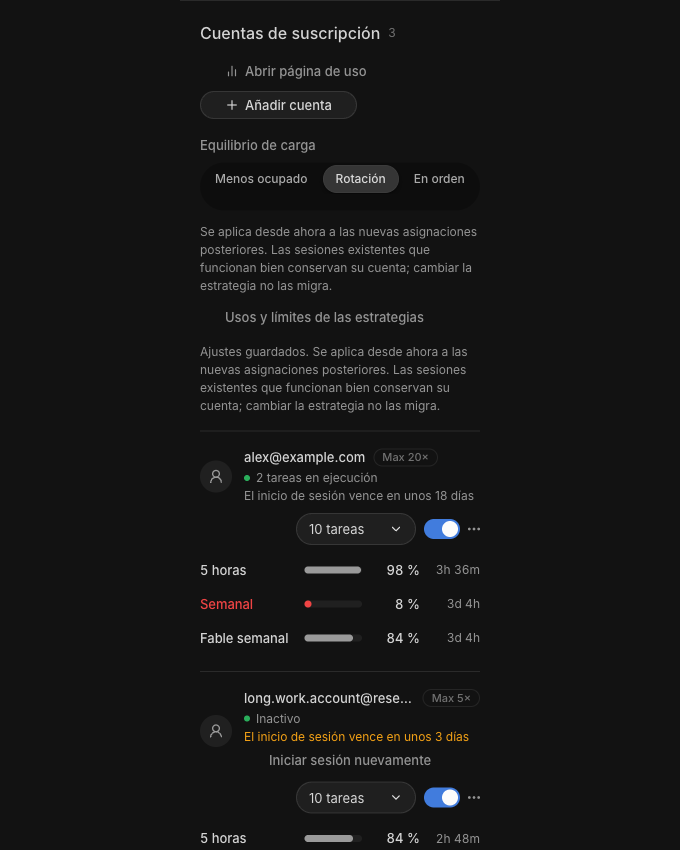 Cuentas de suscripción 3
Abrir página de uso
+ Añadir cuenta
Equilibrio de carga
Menos ocupado Rotación En orden
Se aplica desde ahora a las nuevas asignaciones
posteriores. Las sesiones existentes que
funcionan bien conservan su cuenta; cambiar la
estrategia no las migra.
Usos y límites de las estrategias
Ajustes guardados. Se aplica desde ahora a las
nuevas asignaciones posteriores. Las sesiones
existentes que funcionan bien conservan su
cuenta; cambiar la estrategia no las migra.
alex@example.com Max 20×
2 tareas en ejecución
El inicio de sesión vence en unos 18 días
10 tareas
5 horas 98 % 3h 36m
Semanal 8 % 3d 4h
Fable semanal 84 % 3d 4h
long.work.account@rese... Max 5×
Inactivo
El inicio de sesión vence en unos 3 días
Iniciar sesión nuevamente
10 tareas
5 horas 84 % 2h 48m